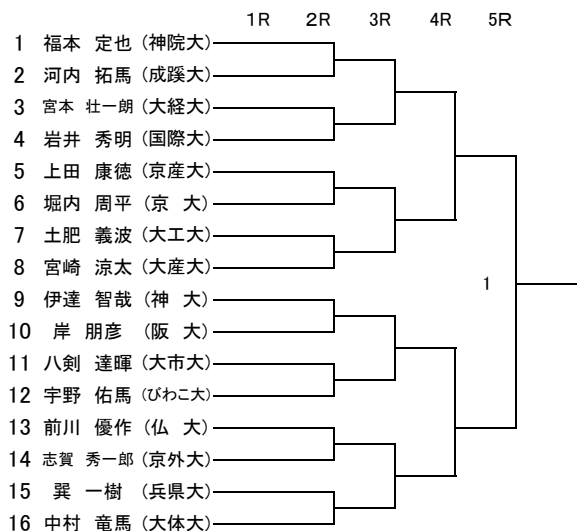 1R 2R 3R 4R 5R
1 福本 定也 (神院大)
2 河内 拓馬 (成蹊大)
3 宮本 壮一朗 (大経大)
4 岩井 秀明 (国際大)
5 上田 康徳 (京産大)
6 堀内 周平 (京 大)
7 土肥 義波 (大工大)
8 宮崎 涼太 (大産大)
1
9 伊達 智哉 (神 大)
10 岸 朋彦 (阪 大)
11 八剣 達暉 (大市大)
12 宇野 佑馬 (びわこ大)
13 前川 優作 (仏 大)
14 志賀 秀一郎 (京外大)
15 巽 一樹 (兵県大)
16 中村 竜馬 (大体大)